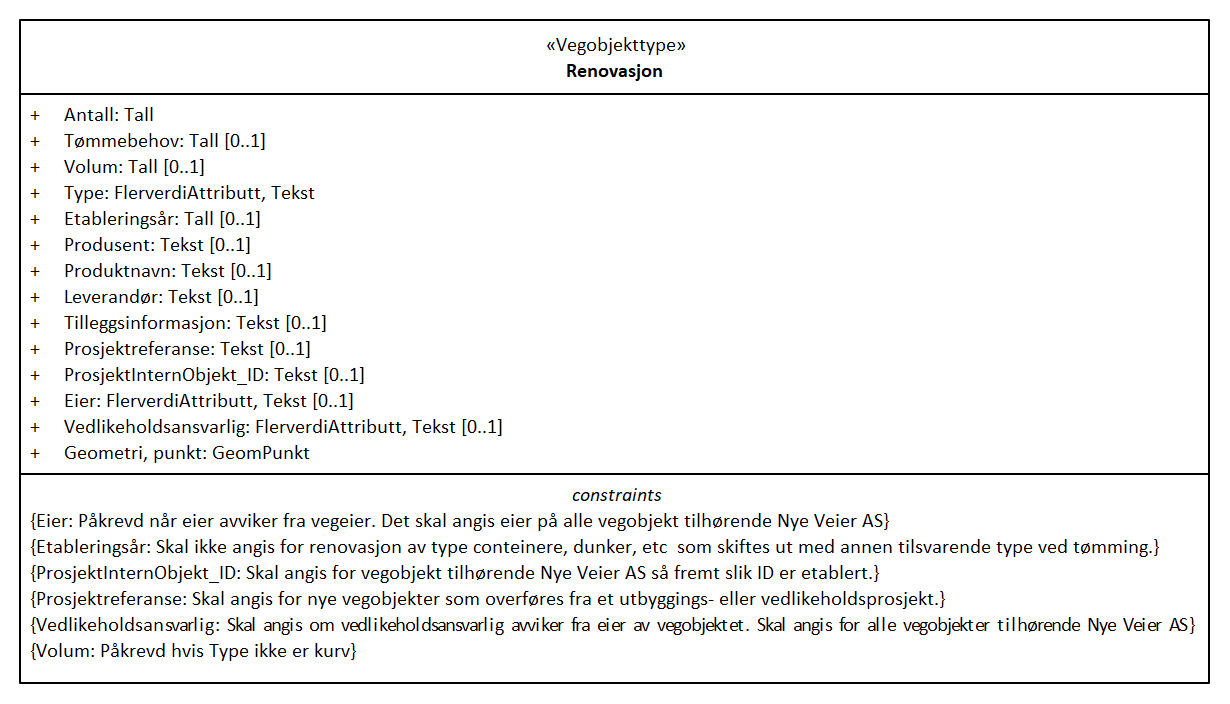 «Vegobjekttype»
Renovasjon
+ Antall: Tall
+ Tømmebehov: Tall [0..1]
+ Volum: Tall [0..1]
+ Type: FlerverdiAttributt, Tekst
+ Etableringsår: Tall [0..1]
+ Produsent: Tekst [0..1]
+ Produktnavn: Tekst [0..1]
+ Leverandør: Tekst [0..1]
+ Tilleggsinformasjon: Tekst [0..1]
+ Prosjektreferanse: Tekst [0..1]
+ ProsjektInternObjekt_ID: Tekst [0..1]
+ Eier: FlerverdiAttributt, Tekst [0..1]
+ Vedlikeholdsansvarlig: FlerverdiAttributt, Tekst [0..1]
+ Geometri, punkt: GeomPunkt
constraints
{Eier: Påkrevd når eier avviker fra vegeier. Det skal angis eier på alle vegobjekt tilhørende Nye Veier AS}
{Etableringsår: Skal ikke angis for renovasjon av type conteinere, dunker, etc som skiftes ut med annen tilsvarende type ved tømming.}
{ProsjektInternObjekt_ID: Skal angis for vegobjekt tilhørende Nye Veier AS så fremt slik ID er etablert.}
{Prosjektreferanse: Skal angis for nye vegobjekter som overføres fra et utbyggings- eller vedlikeholdsprosjekt.}
{Vedlikeholdsansvarlig: Skal angis om vedlikeholdsansvarlig avviker fra eier av vegobjektet. Skal angis for alle vegobjekter tilhørende Nye Veier AS}
{Volum: Påkrevd hvis Type ikke er kurv}